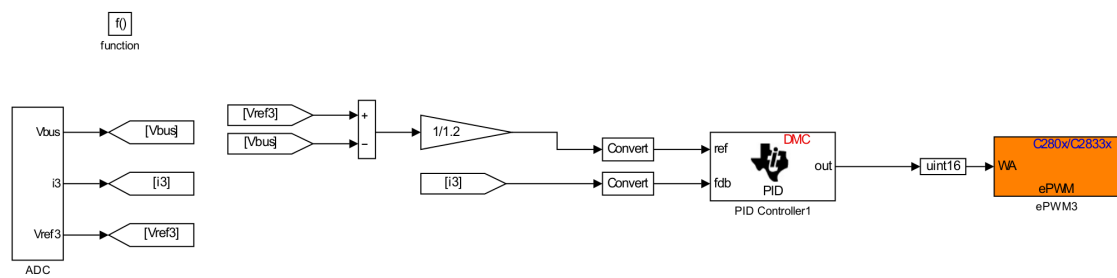 f()
function
Vbus
[Vbus]
i3
[i3]
Vref3
[Vref3]
ADC
[Vref3]
[Vbus]
+
−
1/1.2
[i3]
Convert
Convert
ref
fdb
DMC
PID
out
PID Controller1
uint16
C280x/C2833x
WA
ePWM
ePWM3